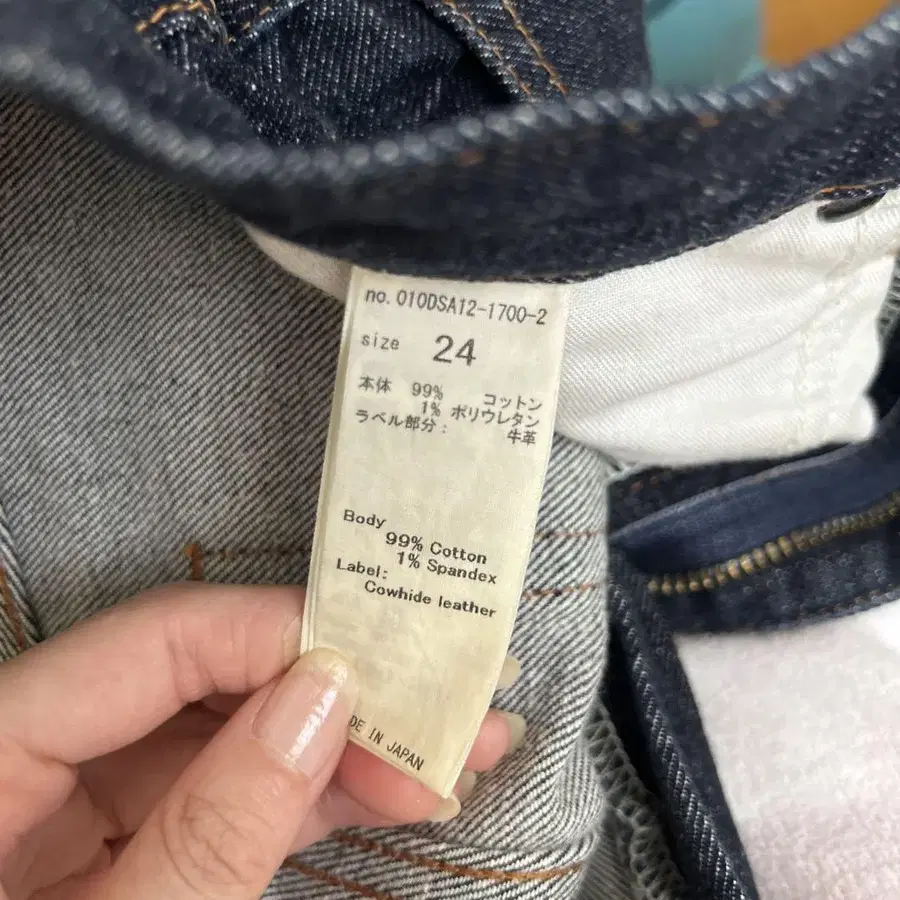 no. 010DSA12-1700-2
size 24
本体 99% コットン
1% ポリウレタン
ラベル部分: 牛革
Body
99% Cotton
1% Spandex
Label:
Cowhide leather
DE IN JAPAN